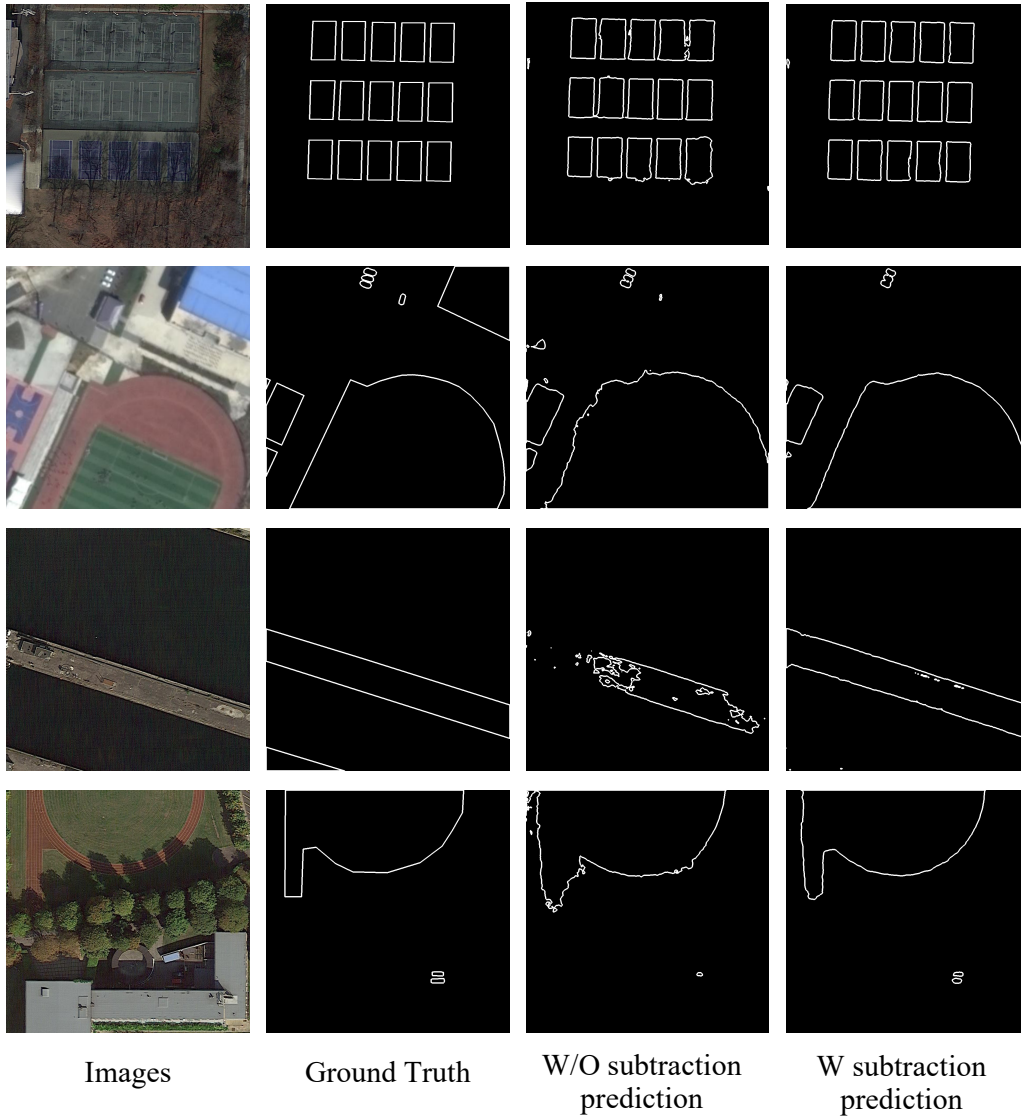 Images
Ground Truth
W/O subtraction
prediction
W subtraction
prediction